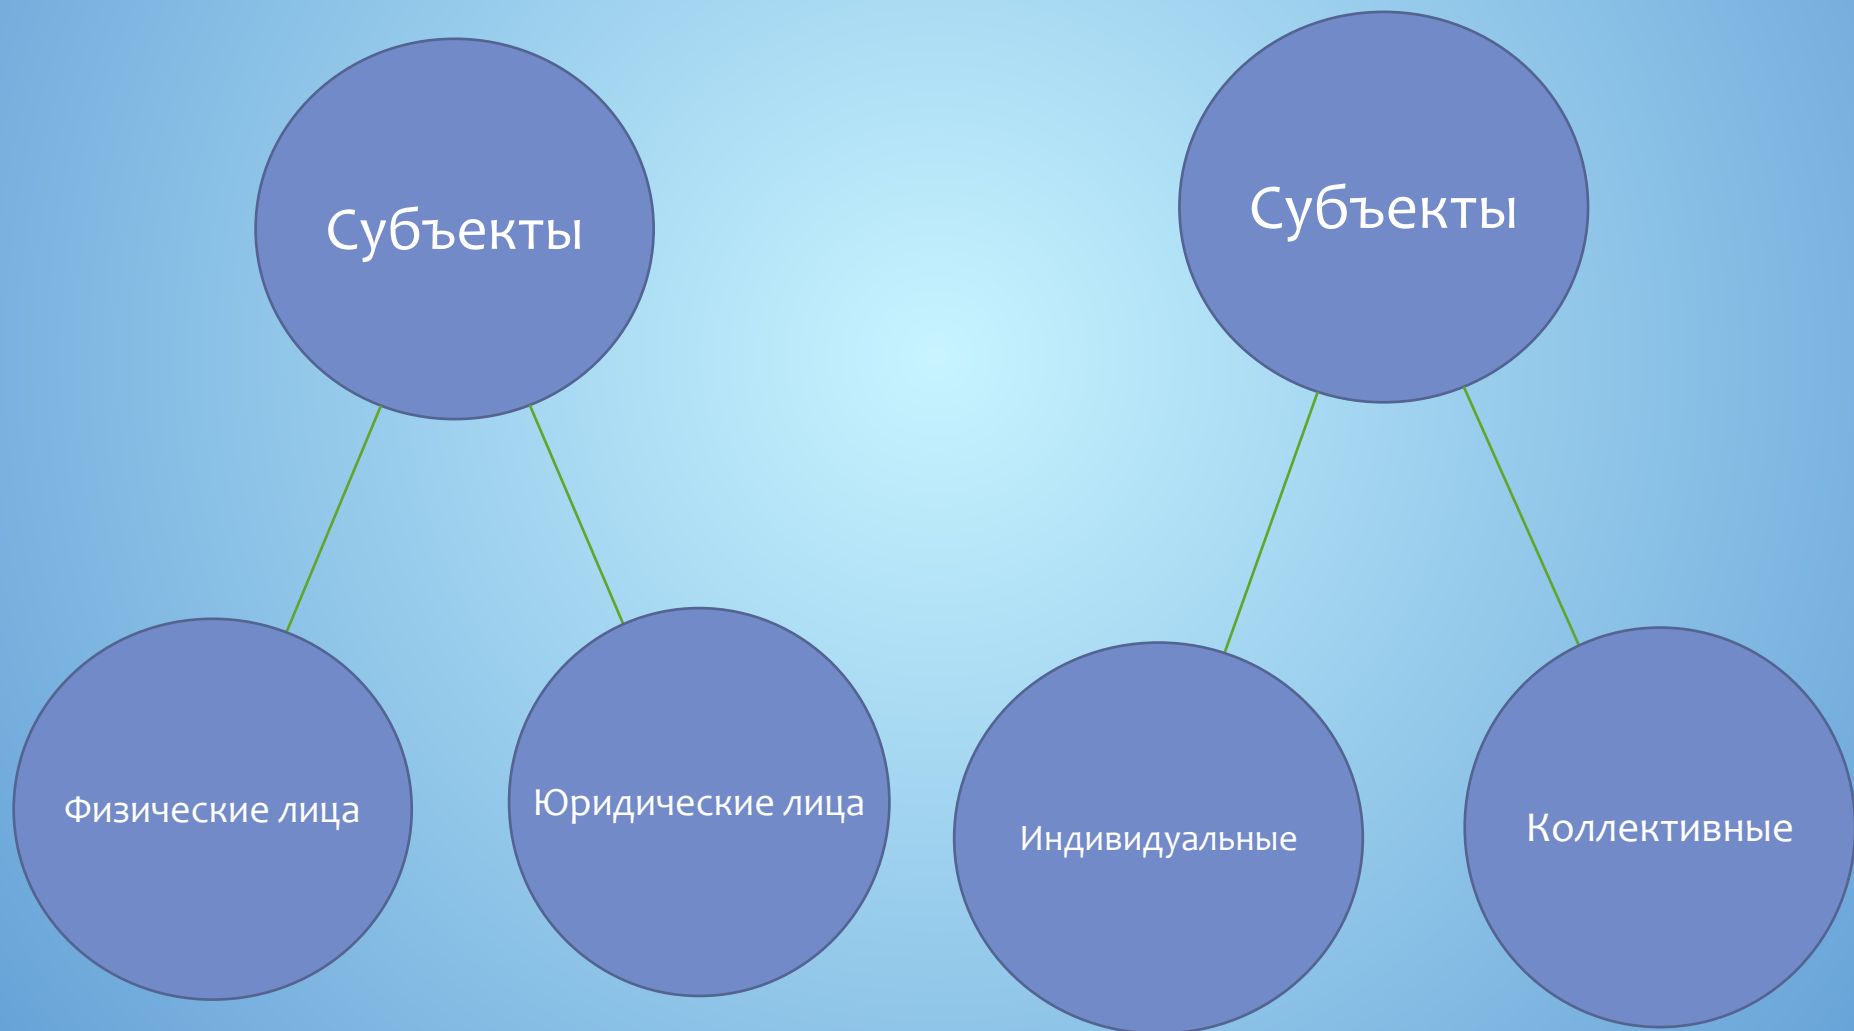 Субъекты
Субъекты
Физические лица
Юридические лица
Индивидуальные
Коллективные